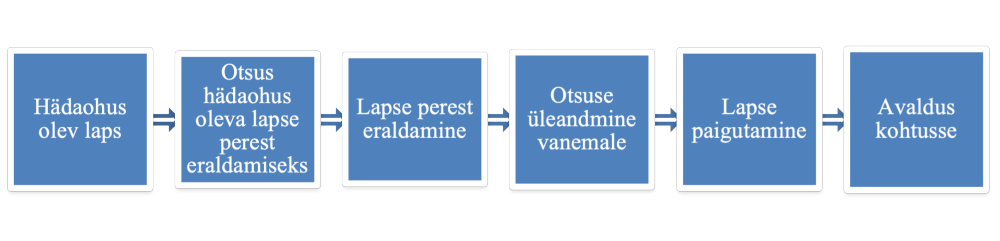 Hädaohus
olev laps
Otsus
hädaohus
oleva lapse
perest
eraldamiseks
Lapse perest
eraldamine
Otsuse
üleandmine
vanemale
Lapse
paigutamine
Avaldus
kohtusse